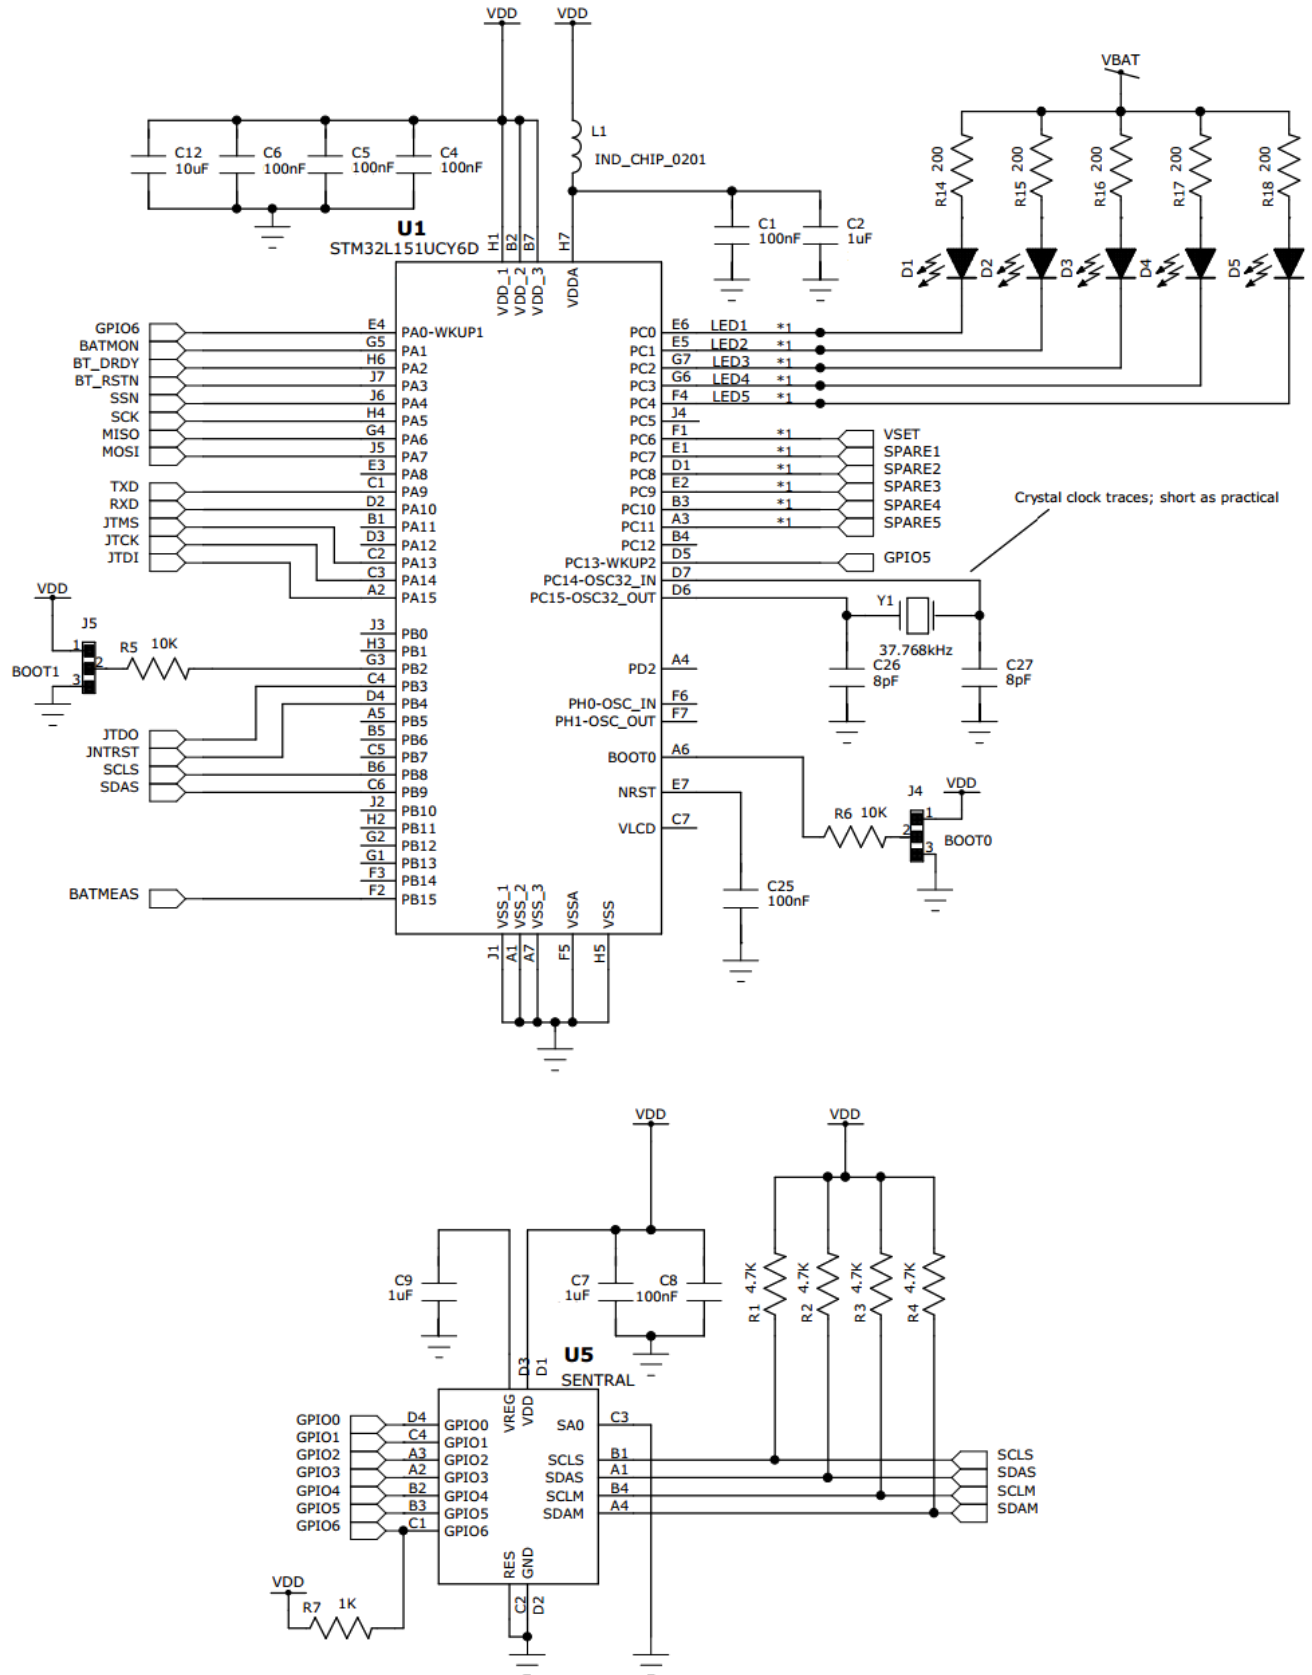 VDD
VDD
VBAT
C12
10uF
C6
100nF
C5
100nF
C4
100nF
L1
IND_CHIP_0201
C1
100nF
C2
1uF
R14 200
R15 200
R16 200
R17 200
R18 200
D1
D2
D3
D4
D5
U1
STM32L151UCY6D
H1
B2
B7
H7
VDD_1
VDD_2
VDD_3
VDDA
GPIO6 E4 PA0-WKUP1
BATMON G5 PA1
BT_DRDY H6 PA2
BT_RSTN J7 PA3
SSN J6 PA4
SCK H4 PA5
MISO G4 PA6
MOSI J5 PA7
E3 PA8
TXD C1 PA9
RXD D2 PA10
JTMS B1 PA11
JTCK D3 PA12
JTDI C2 PA13
C3 PA14
A2 PA15
PC0 E6 LED1 *1
PC1 E5 LED2 *1
PC2 G7 LED3 *1
PC3 G6 LED4 *1
PC4 F4 LED5 *1
PC5 J4
PC6 F1 *1 VSET
PC7 E1 *1 SPARE1
PC8 D1 *1 SPARE2
PC9 E2 *1 SPARE3
PC10 B3 *1 SPARE4
PC11 A3 *1 SPARE5
PC12 B4
PC13-WKUP2 D5 GPIO5
PC14-OSC32_IN D7
PC15-OSC32_OUT D6
Crystal clock traces; short as practical
Y1
37.768kHz
C26
8pF
C27
8pF
VDD
J5
1
2
3
BOOT1
R5 10K
J3 PB0
H3 PB1
G3 PB2
C4 PB3
D4 PB4
A5 PB5
JTDO B5 PB6
JNTRST C5 PB7
SCLS B6 PB8
SDAS C6 PB9
J2 PB10
H2 PB11
G2 PB12
G1 PB13
F3 PB14
BATMEAS F2 PB15
PD2 A4
PH0-OSC_IN F6
PH1-OSC_OUT F7
BOOT0 A6
NRST E7
VLCD C7
R6 10K
J4
VDD
1
2
3
BOOT0
C25
100nF
VSS_1
VSS_2
VSS_3
VSSA
VSS
J1
A1
A7
F5
H5
VDD
VDD
C9
1uF
C7
1uF
C8
100nF
R1 4.7K
R2 4.7K
R3 4.7K
R4 4.7K
U5
SENTRAL
D3
D1
VREG
VDD
GPIO0 D4 GPIO0
GPIO1 C4 GPIO1
GPIO2 A3 GPIO2
GPIO3 A2 GPIO3
GPIO4 B2 GPIO4
GPIO5 B3 GPIO5
GPIO6 C1 GPIO6
SA0 C3
SCLS B1 SCLS
SDAS A1 SDAS
SCLM B4 SCLM
SDAM A4 SDAM
RES
GND
C2
D2
VDD
R7 1K